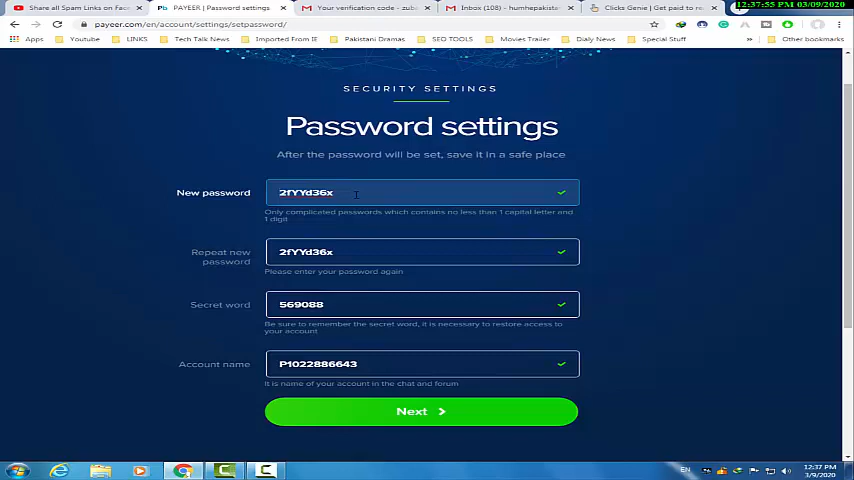 12:37:55 PM 03/09/2020
Share all Spam Links on Fac
PAYEER | Password settings
Your verfication code - zuba
Inbox (108) - humhepakistan
Clicks Genie | Get paid to re
payeer.com/en/account/settings/setpassword/
Apps
Youtube
LINKS
Tech Talk News
Imported From IE
Pakistani Dramas
SEO TOOLS
Movies Trailer
Dialy News
Special Stuff
»
Other bookmarks
SECURITY SETTINGS
Password settings
After the password will be set, save it in a safe place
New password
2fYYd36x
Only complicated passwords which contains no less than 1 capital letter and
1 digit
Repeat new
password
2fYYd36x
Please enter your password again
Secret word
569088
Be sure to remember the secret word, it is necessary to restore access to
your account
Account name
P1022886643
It is name of your account in the chat and forum
Next
EN
12:37 PM
3/9/2020